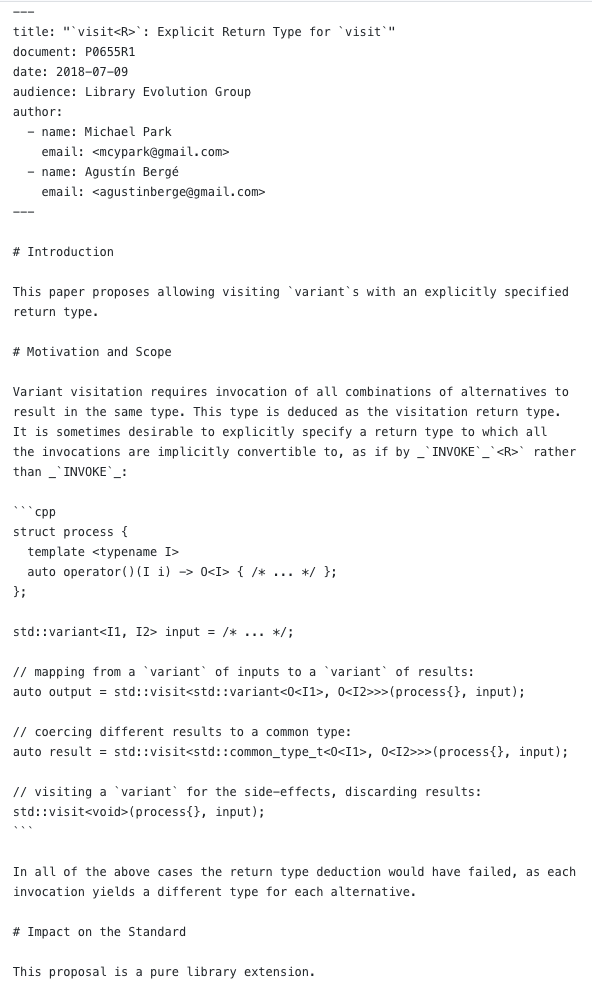 ---
title: "`visit<R>`: Explicit Return Type for `visit`"
document: P0655R1
date: 2018-07-09
audience: Library Evolution Group
author:
  - name: Michael Park
    email: <mcypark@gmail.com>
  - name: Agustín Bergé
    email: <agustinberge@gmail.com>
---

# Introduction

This paper proposes allowing visiting `variant`s with an explicitly specified
return type.

# Motivation and Scope

Variant visitation requires invocation of all combinations of alternatives to
result in the same type. This type is deduced as the visitation return type.
It is sometimes desirable to explicitly specify a return type to which all
the invocations are implicitly convertible to, as if by _`INVOKE`_`<R>` rather
than _`INVOKE`_:

```cpp
struct process {
  template <typename I>
  auto operator()(I i) -> O<I> { /* ... */ };
};

std::variant<I1, I2> input = /* ... */;

// mapping from a `variant` of inputs to a `variant` of results:
auto output = std::visit<std::variant<O<I1>, O<I2>>>(process{}, input);

// coercing different results to a common type:
auto result = std::visit<std::common_type_t<O<I1>, O<I2>>>(process{}, input);

// visiting a `variant` for the side-effects, discarding results:
std::visit<void>(process{}, input);
```

In all of the above cases the return type deduction would have failed, as each
invocation yields a different type for each alternative.

# Impact on the Standard

This proposal is a pure library extension.